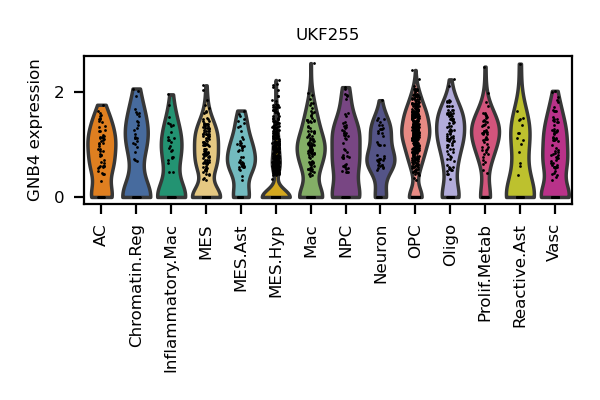 UKF255
GNB4 expression
2
0
AC
Chromatin.Reg
Inflammatory.Mac
MES
MES.Ast
MES.Hyp
Mac
NPC
Neuron
OPC
Oligo
Prolif.Metab
Reactive.Ast
Vasc